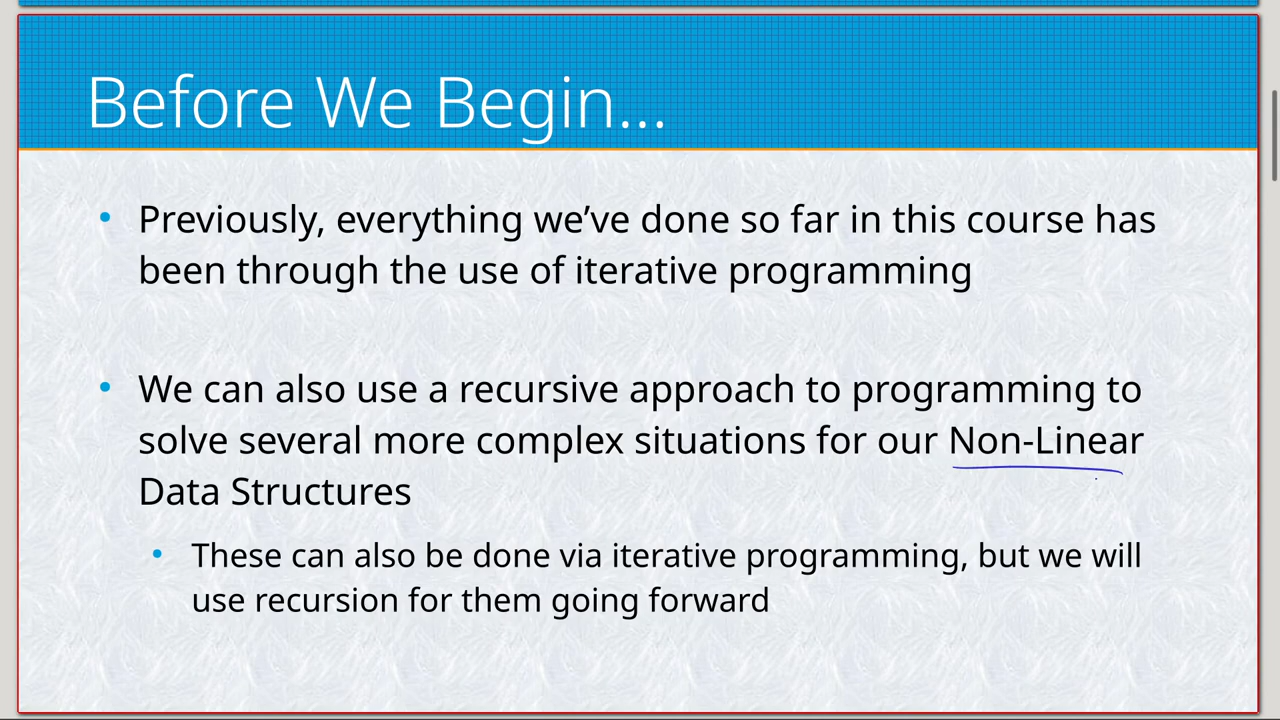 Before We Begin...
• Previously, everything we’ve done so far in this course has
been through the use of iterative programming
• We can also use a recursive approach to programming to
solve several more complex situations for our Non-Linear
Data Structures
• These can also be done via iterative programming, but we will
use recursion for them going forward